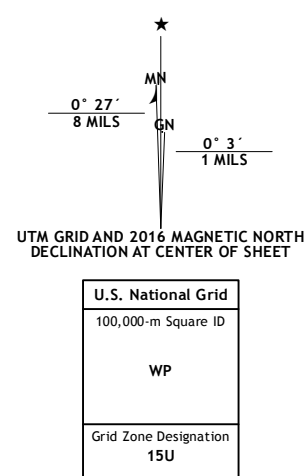 MN
0° 27´
8 MILS
GN
0° 3´
1 MILS
UTM GRID AND 2016 MAGNETIC NORTH
DECLINATION AT CENTER OF SHEET
U.S. National Grid
100,000-m Square ID
WP
Grid Zone Designation
15U